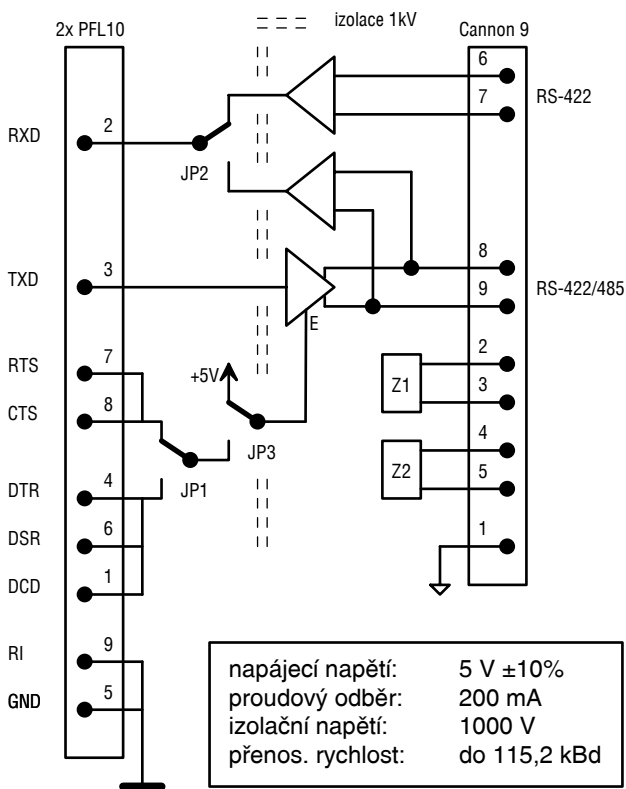 izolace 1kV
2x PFL10
Cannon 9
6
7
RS-422
RXD
2
JP2
TXD
3
E
8
9
RS-422/485
RTS
7
+5V
CTS
8
JP3
JP1
2
Z1
3
4
Z2
5
1
DTR
4
DSR
6
DCD
1
RI
9
GND
5
napájecí napětí: 5 V ±10%
proudový odběr: 200 mA
izolační napětí: 1000 V
přenos. rychlost: do 115,2 kBd